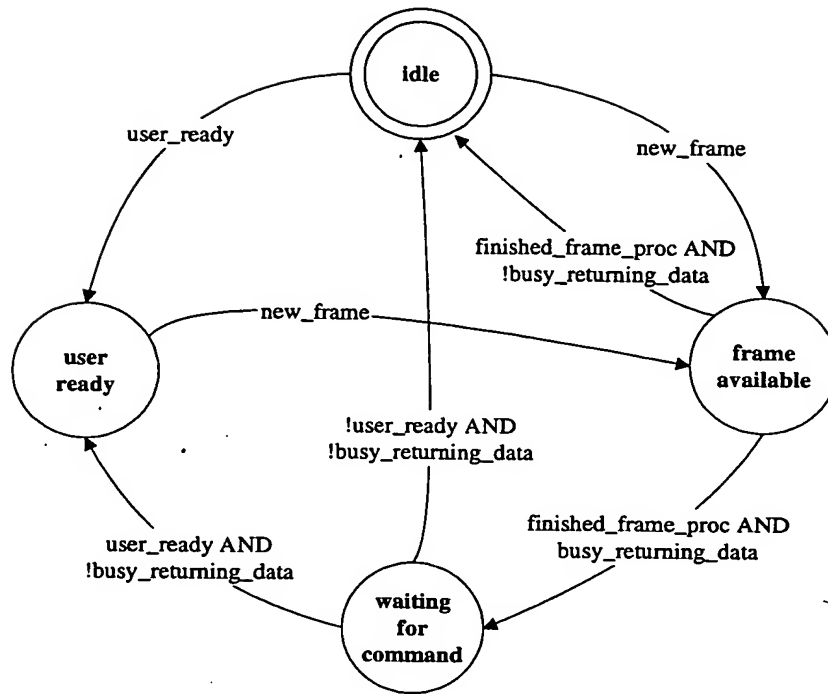 idle
user_ready
new_frame
finished_frame_proc AND
!busy_returning_data
new_frame
user
ready
frame
available
!user_ready AND
!busy_returning_data
user_ready AND
!busy_returning_data
finished_frame_proc AND
busy_returning_data
waiting
for
command